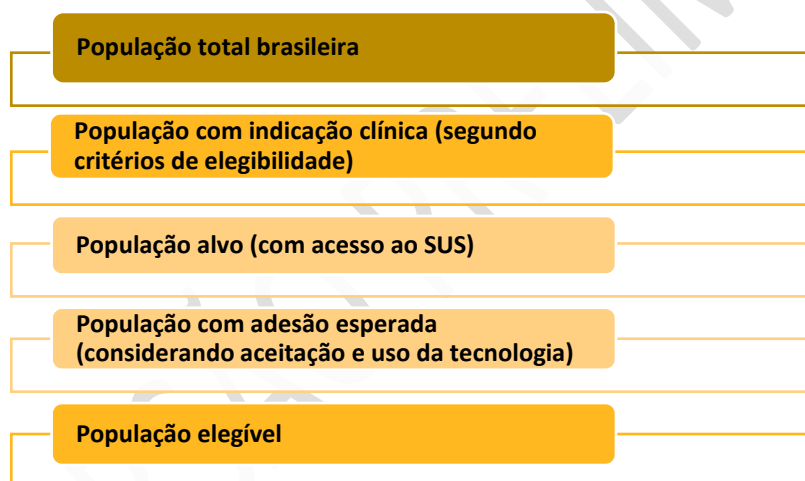 População total brasileira
População com indicação clínica (segundo
critérios de elegibilidade)
População alvo (com acesso ao SUS)
População com adesão esperada
(considerando aceitação e uso da tecnologia)
População elegível